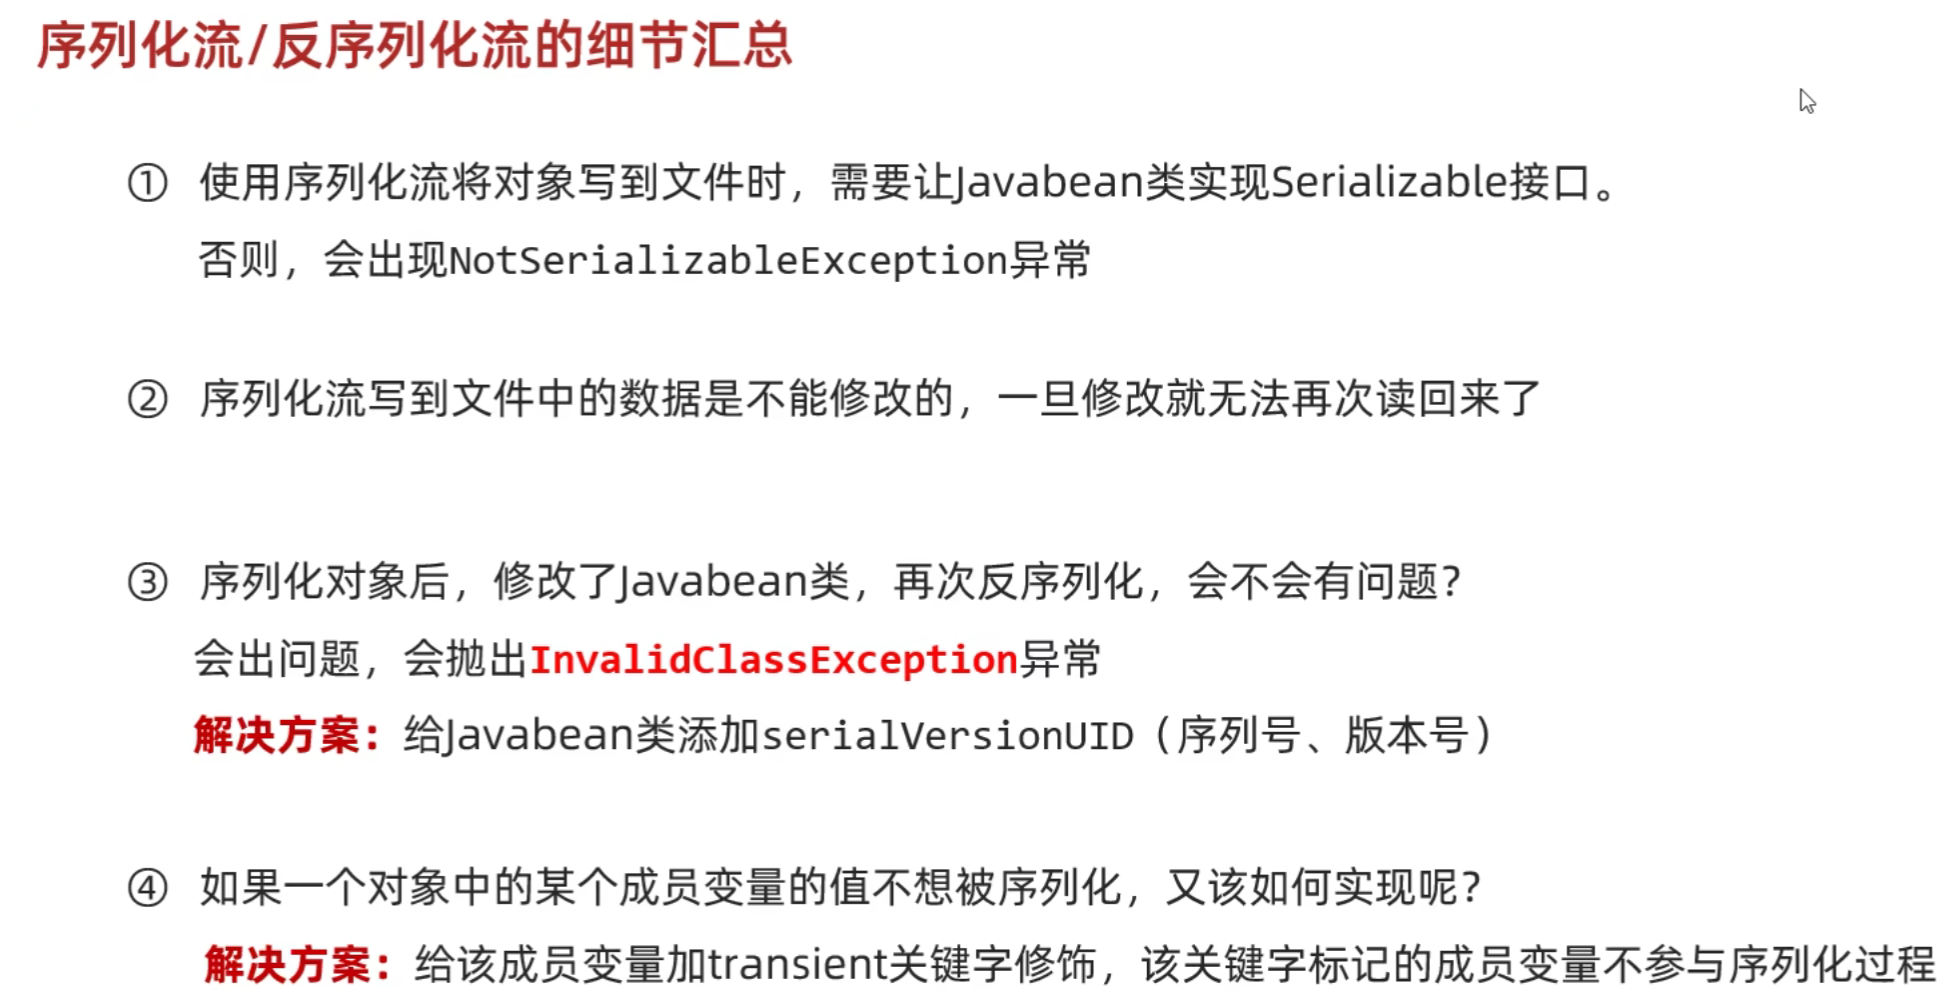 序列化流/反序列化流的细节汇总
① 使用序列化流将对象写到文件时，需要让Javabean类实现Serializable接口。
否则，会出现NotSerializableException异常
② 序列化流写到文件中的数据是不能修改的，一旦修改就无法再次读回来了
③ 序列化对象后，修改了Javabean类，再次反序列化，会不会有问题？
会出问题，会抛出InvalidClassException异常
解决方案：给Javabean类添加serialVersionUID（序列号、版本号）
④ 如果一个对象中的某个成员变量的值不想被序列化，又该如何实现呢？
解决方案：给该成员变量加transient关键字修饰，该关键字标记的成员变量不参与序列化过程